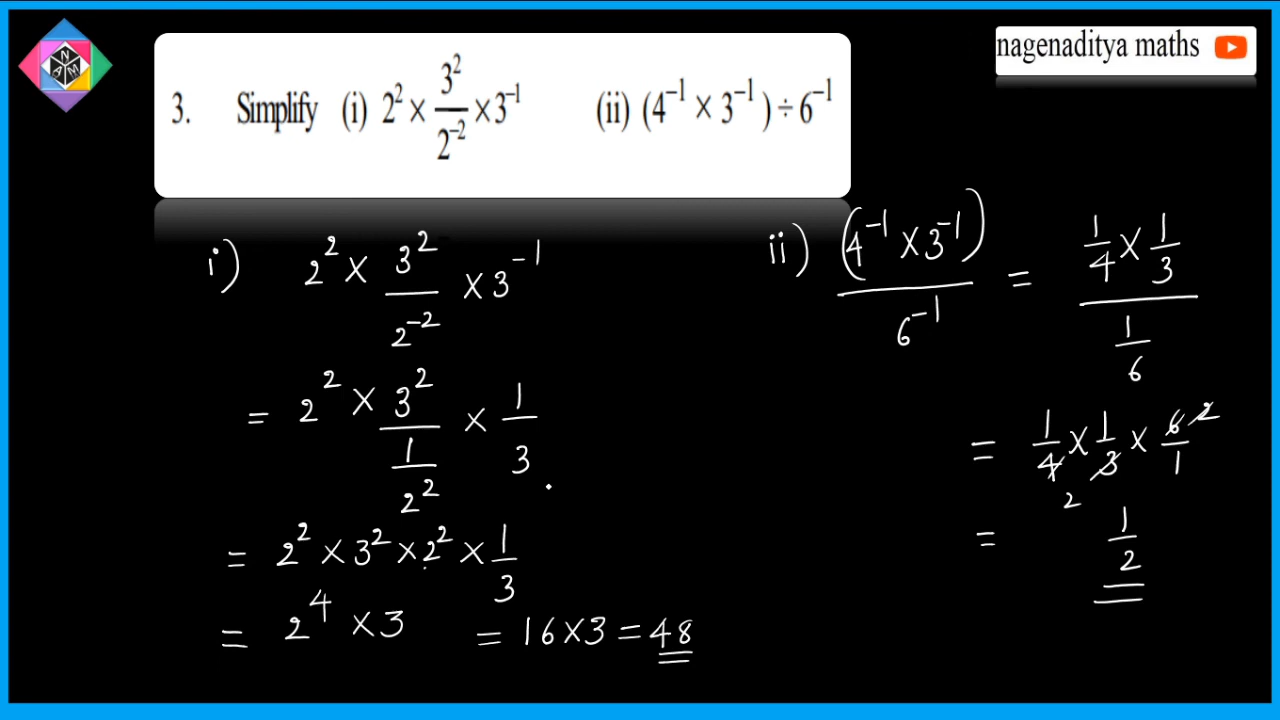 N
A M
nagenaditya maths
3. Simplify (i) 2² × 3²/2⁻² × 3⁻¹ (ii) (4⁻¹ × 3⁻¹) ÷ 6⁻¹
i) 2² × 3²/2⁻² × 3⁻¹
= 2² × 3²/(1/2²) × 1/3
= 2² × 3² × 2² × 1/3
= 2⁴ × 3 = 16 × 3 = 48
ii) (4⁻¹ × 3⁻¹)/6⁻¹ = (1/4 × 1/3)/(1/6)
= 1/4 × 1/3 × 6/1 2
2
= 1/2